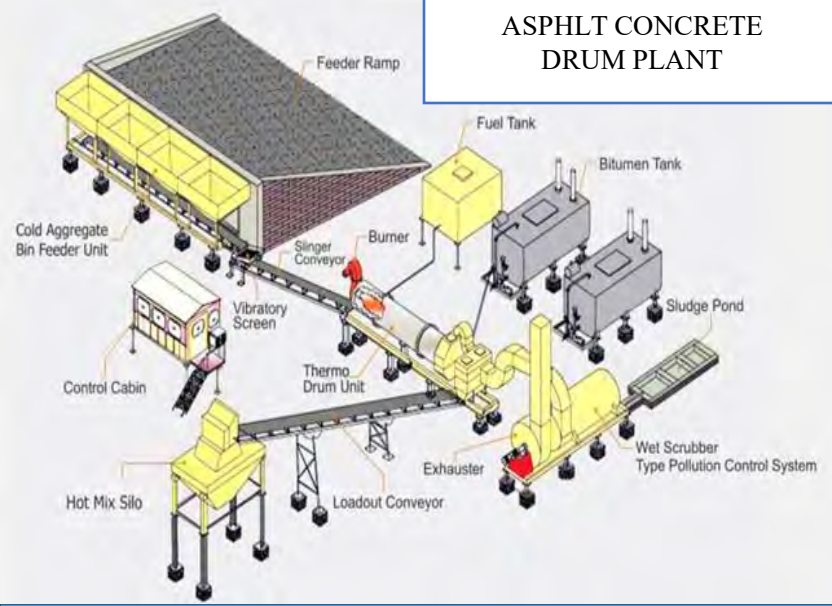 ASPHLT CONCRETE
DRUM PLANT
Feeder Ramp
Fuel Tank
Bitumen Tank
Cold Aggregate
Bin Feeder Unit
Slinger
Conveyor
Burner
Vibratory
Screen
Sludge Pond
Control Cabin
Thermo
Drum Unit
Exhauster
Wet Scrubber
Type Pollution Control System
Hot Mix Silo
Loadout Conveyor